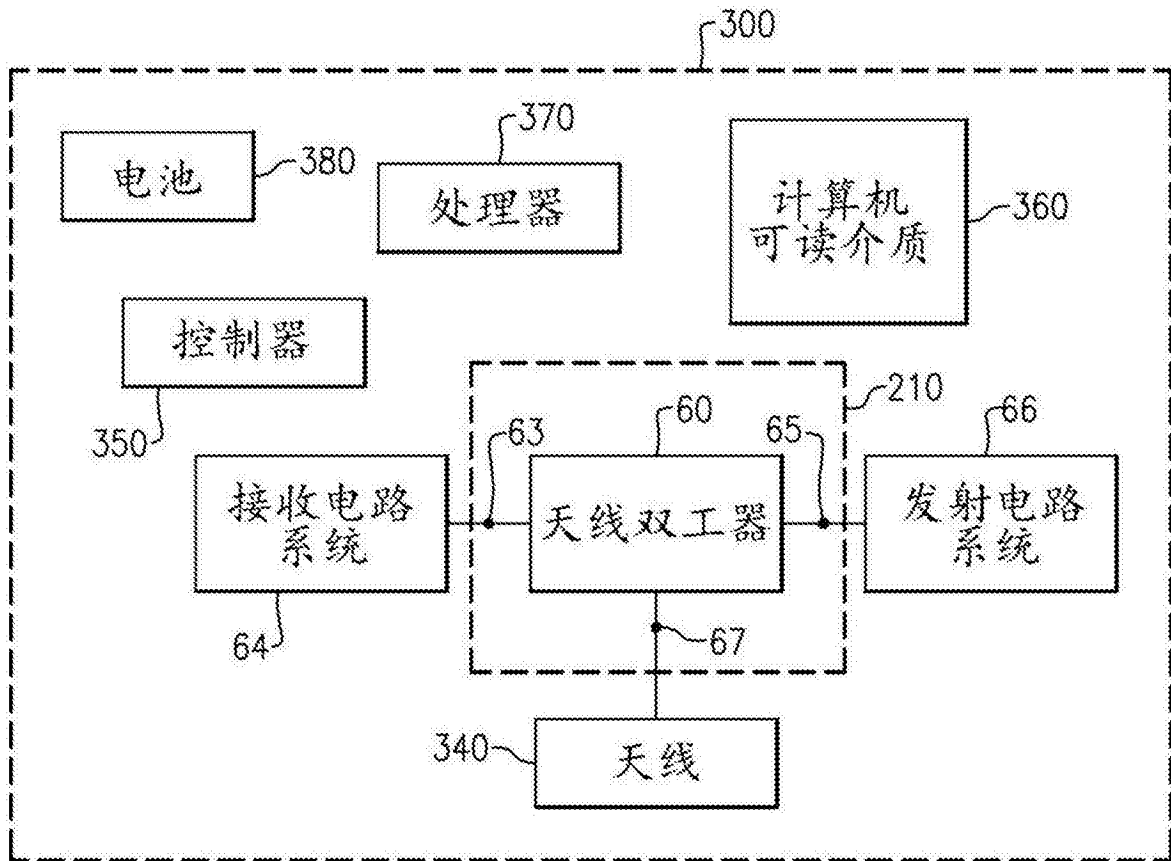 300
电池
380
370
处理器
计算机
可读介质
360
控制器
350
210
63
60
65
66
接收电路
系统
天线双工器
发射电路
系统
64
67
340
天线